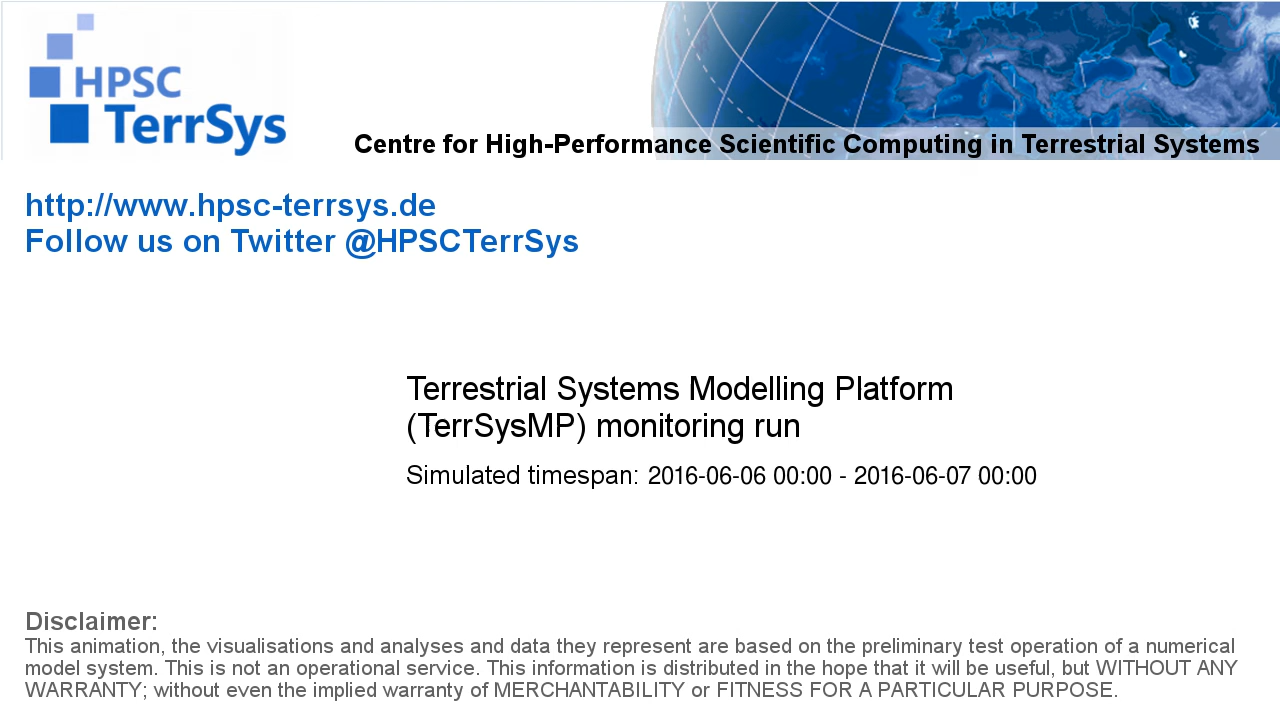 HPSC
TerrSys
Centre for High-Performance Scientific Computing in Terrestrial Systems
http://www.hpsc-terrsys.de
Follow us on Twitter @HPSCTerrSys
Terrestrial Systems Modelling Platform
(TerrSysMP) monitoring run
Simulated timespan: 2016-06-06 00:00 - 2016-06-07 00:00
Disclaimer:
This animation, the visualisations and analyses and data they represent are based on the preliminary test operation of a numerical
model system. This is not an operational service. This information is distributed in the hope that it will be useful, but WITHOUT ANY
WARRANTY; without even the implied warranty of MERCHANTABILITY or FITNESS FOR A PARTICULAR PURPOSE.